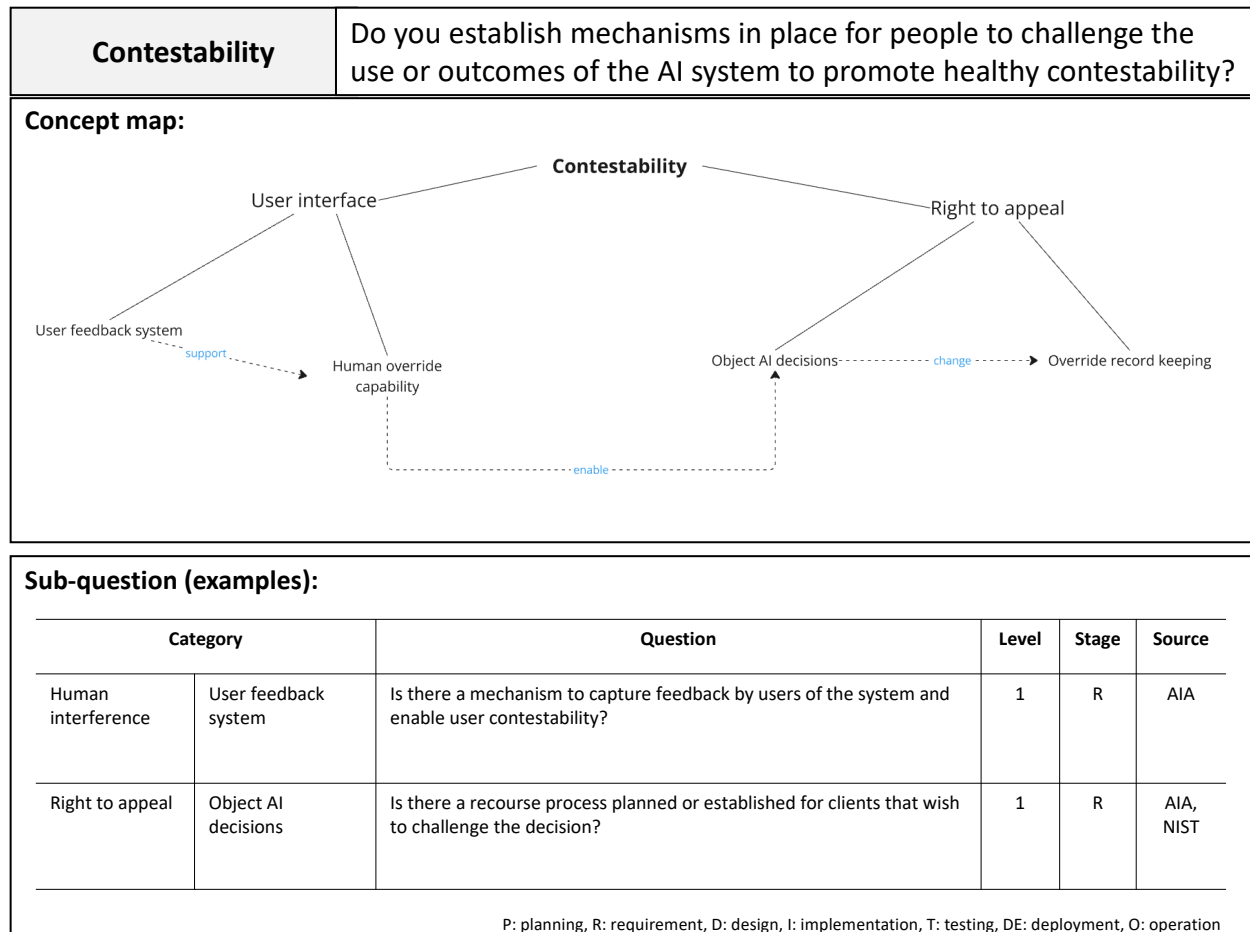 Contestability
Do you establish mechanisms in place for people to challenge the
use or outcomes of the AI system to promote healthy contestability?
Concept map:
Contestability
User interface
Right to appeal
User feedback system
support
Human override
capability
Object AI decisions
change
Override record keeping
enable
Sub-question (examples):
Category
Question
Level
Stage
Source
Human
interference
User feedback
system
Is there a mechanism to capture feedback by users of the system and
enable user contestability?
1
R
AIA
Right to appeal
Object AI
decisions
Is there a recourse process planned or established for clients that wish
to challenge the decision?
1
R
AIA,
NIST
P: planning, R: requirement, D: design, I: implementation, T: testing, DE: deployment, O: operation